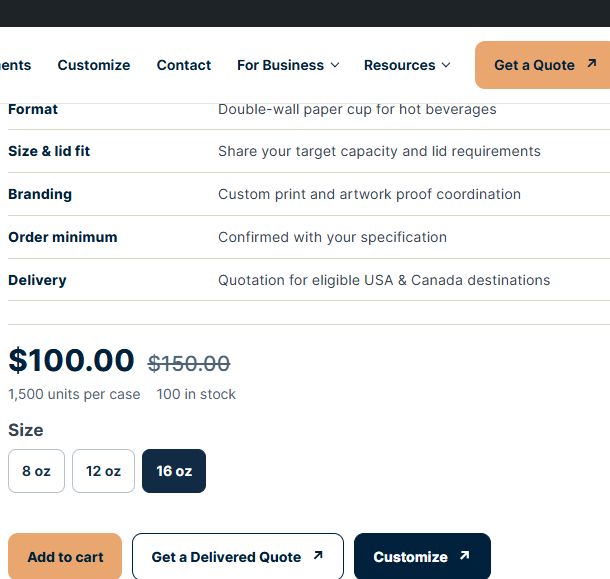 ents Customize Contact For Business Resources Get a Quote
Format Double-wall paper cup for hot beverages
Size & lid fit Share your target capacity and lid requirements
Branding Custom print and artwork proof coordination
Order minimum Confirmed with your specification
Delivery Quotation for eligible USA & Canada destinations
$100.00 $150.00
1,500 units per case 100 in stock
Size
8 oz 12 oz 16 oz
Add to cart Get a Delivered Quote Customize